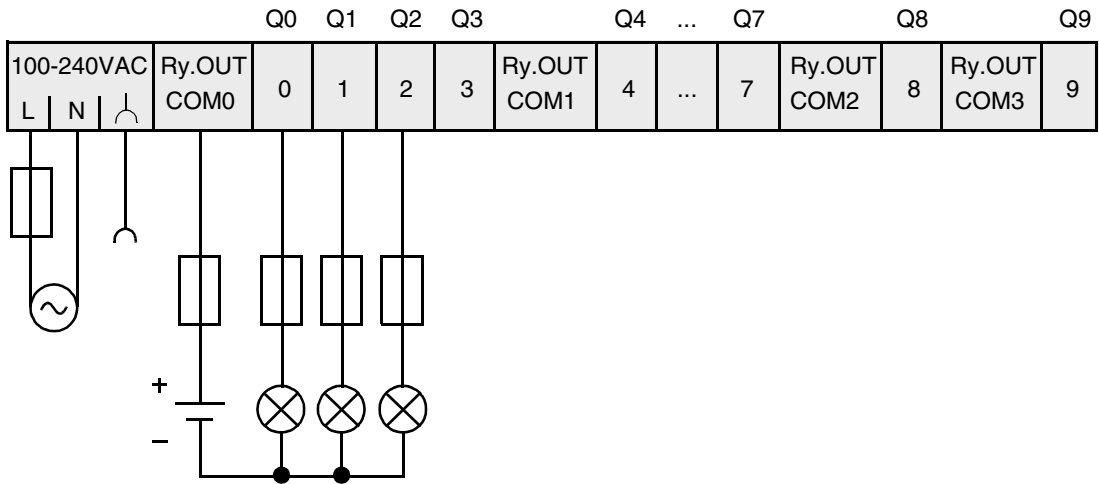 Q0 Q1 Q2 Q3 Q4 ... Q7 Q8 Q9
100-240VAC Ry.OUT Ry.OUT Ry.OUT Ry.OUT
L N COM0 0 1 2 3 COM1 4 ... 7 COM2 8 COM3 9
+
–